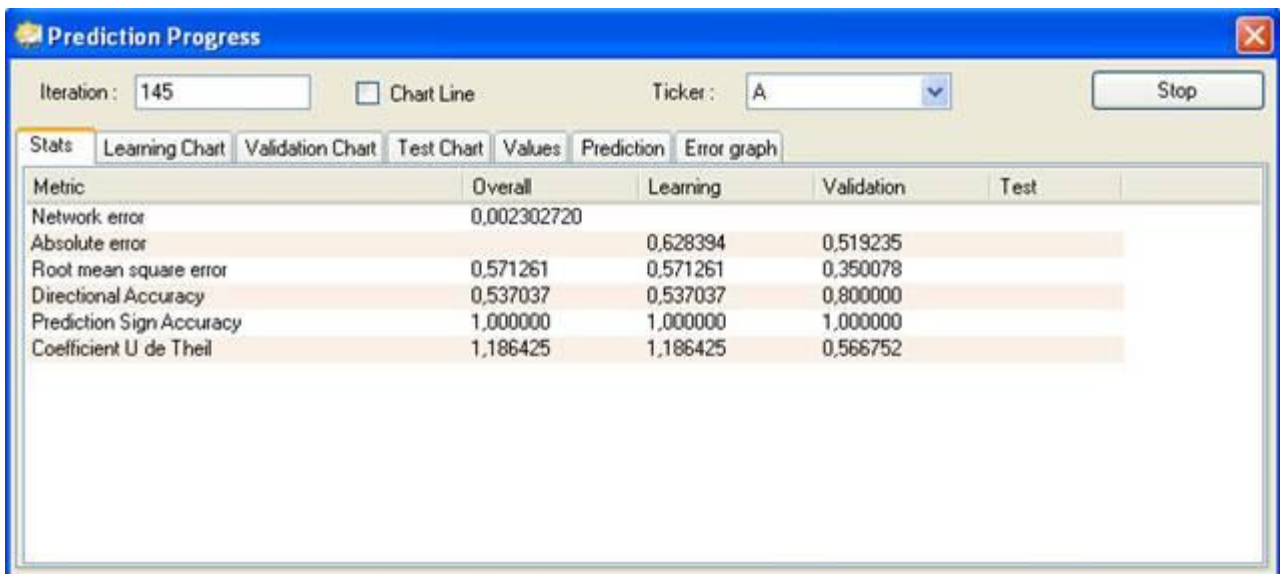 Prediction Progress
Iteration : 145 Chart Line Ticker : A Stop
Stats Learning Chart Validation Chart Test Chart Values Prediction Error graph
Metric Overall Learning Validation Test
Network error 0,002302720
Absolute error 0,628394 0,519235
Root mean square error 0,571261 0,571261 0,350078
Directional Accuracy 0,537037 0,537037 0,800000
Prediction Sign Accuracy 1,000000 1,000000 1,000000
Coefficient U de Theil 1,186425 1,186425 0,566752